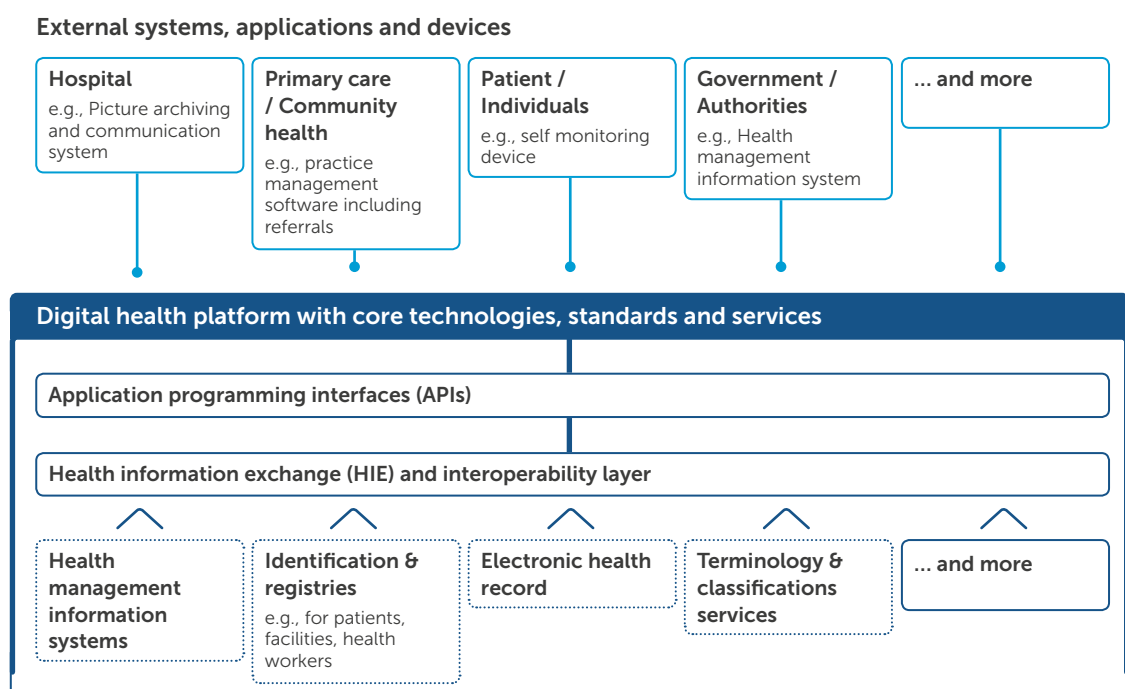 External systems, applications and devices
Hospital
e.g., Picture archiving
and communication
system
Primary care
/ Community
health
e.g., practice
management
software including
referrals
Patient /
Individuals
e.g., self monitoring
device
Government /
Authorities
e.g., Health
management
information system
... and more
Digital health platform with core technologies, standards and services
Application programming interfaces (APIs)
Health information exchange (HIE) and interoperability layer
Health
management
information
systems
Identification &
registries
e.g., for patients,
facilities, health
workers
Electronic health
record
Terminology &
classifications
services
... and more